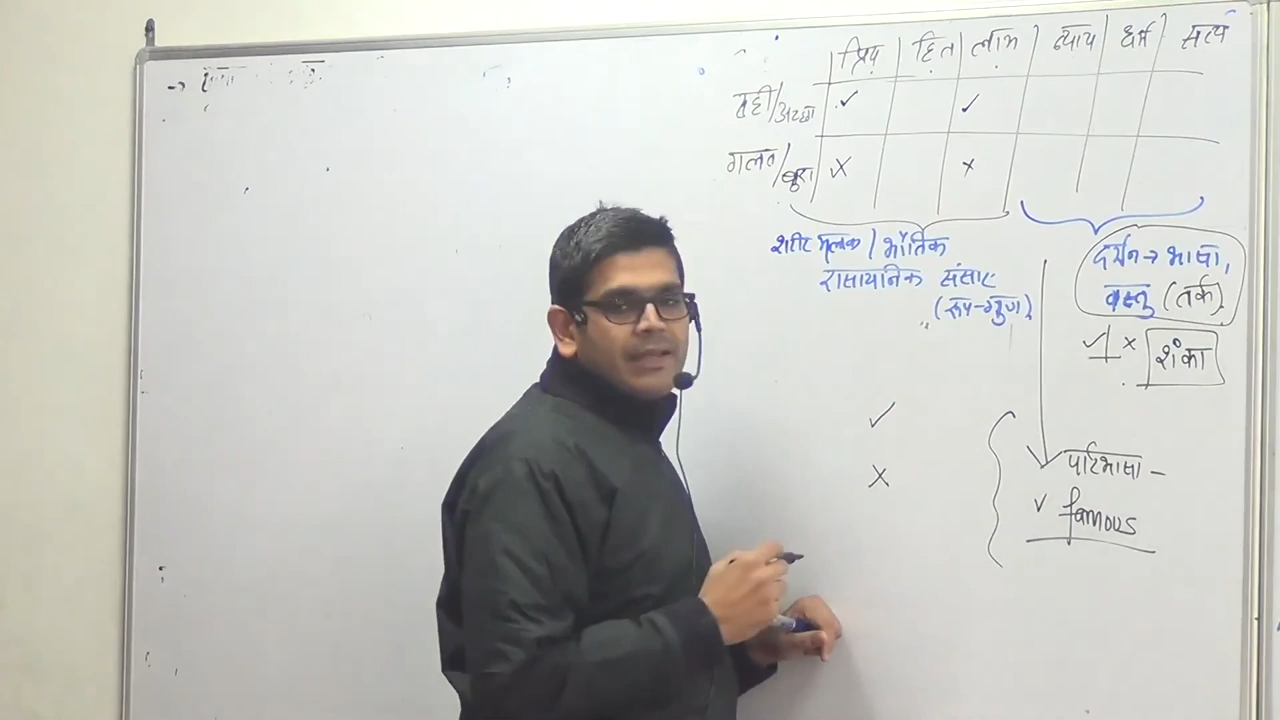 प्रिय हित लाभ न्याय धर्म सत्य
सही/अच्छा ✓ ✓
गलत/बुरा X x
शरीर मूलक / भौतिक
रासायनिक संसार
(रूप-गुण)
दर्शन → भाषा,
वस्तु (तर्क)
✓ x शंका
✓
X
परिभाषा -
✓ famous